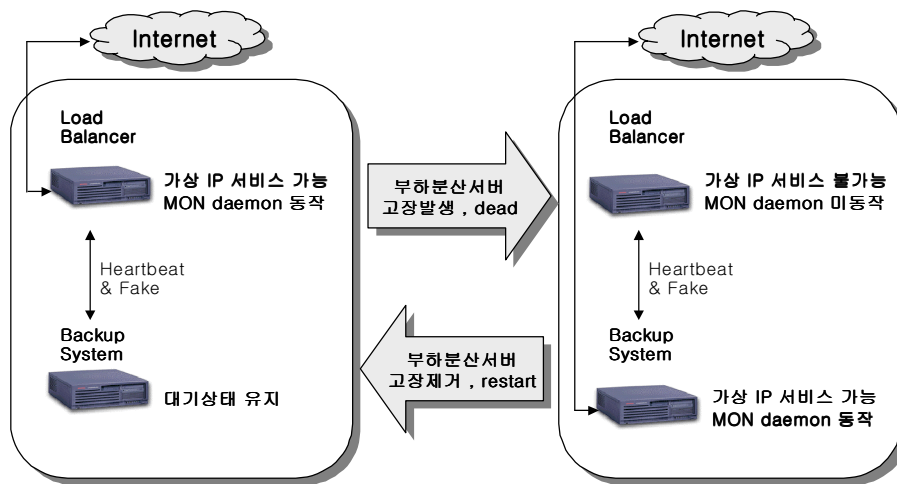 Internet
Load
Balancer
가상 IP 서비스 가능
MON daemon 동작
Heartbeat
& Fake
Backup
System
대기상태 유지
부하분산서버
고장발생 , dead
부하분산서버
고장제거 , restart
Internet
Load
Balancer
가상 IP 서비스 불가능
MON daemon 미동작
Heartbeat
& Fake
Backup
System
가상 IP 서비스 가능
MON daemon 동작